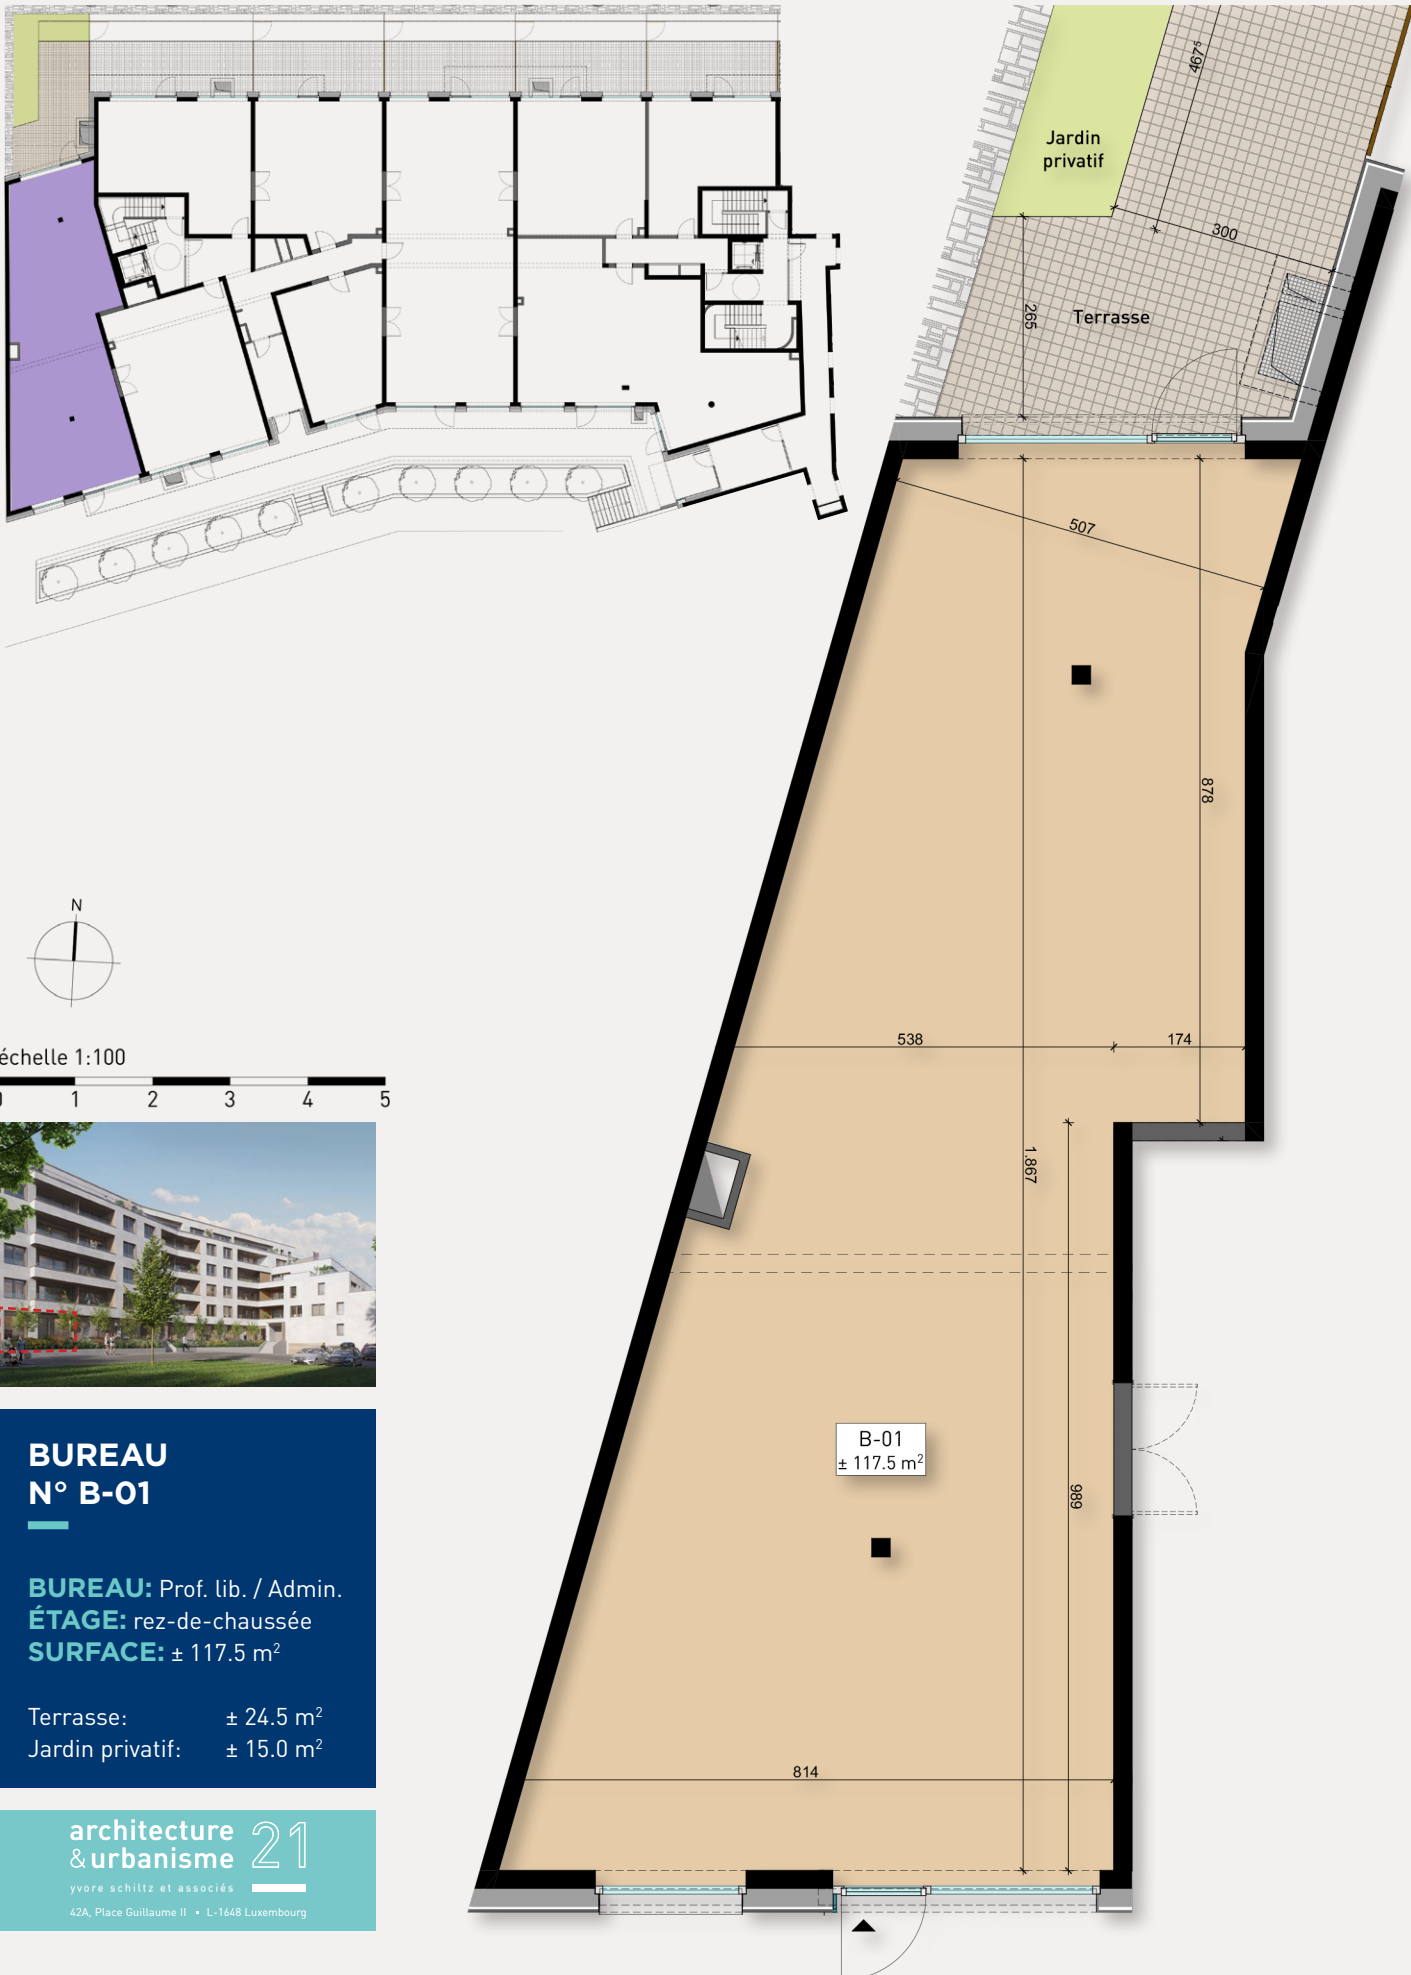 467⁵
Jardin
privatif
300
265
Terrasse
507
878
N
échelle 1:100
1 2 3 4 5
538
174
1.867
B-01
± 117.5 m²
989
814
BUREAU
N° B-01
BUREAU: Prof. lib. / Admin.
ÉTAGE: rez-de-chaussée
SURFACE: ± 117.5 m²
Terrasse: ± 24.5 m²
Jardin privatif: ± 15.0 m²
architecture
& urbanisme 21
yvore schiltz et associés
42A, Place Guillaume II • L-1648 Luxembourg